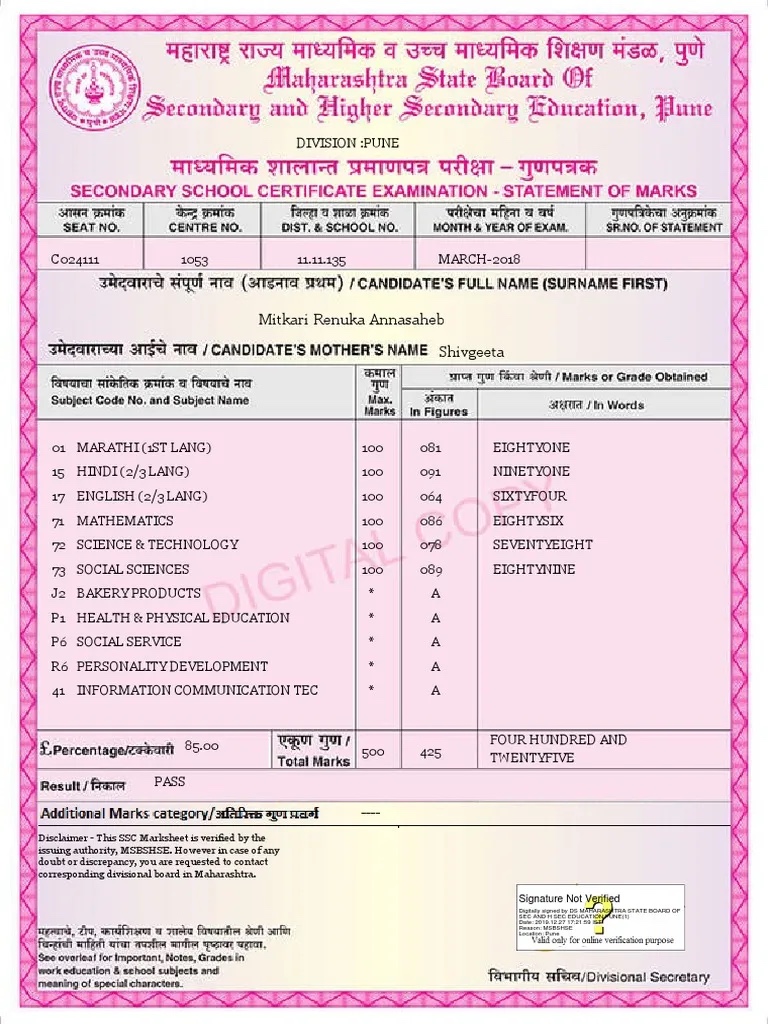 महाराष्ट्र राज्य माध्यमिक व उच्च माध्यमिक शिक्षण मंडळ, पुणे
Maharashtra State Board Of
Secondary and Higher Secondary Education, Pune
DIVISION :PUNE
माध्यमिक शालान्त प्रमाणपत्र परीक्षा – गुणपत्रक
SECONDARY SCHOOL CERTIFICATE EXAMINATION - STATEMENT OF MARKS
आसन क्रमांक केन्द्र क्रमांक जिल्हा व शाळा क्रमांक परीक्षेचा महिना व वर्ष गुणपत्रिकेचा अनुक्रमांक
SEAT NO. CENTRE NO. DIST. & SCHOOL NO. MONTH & YEAR OF EXAM. SR.NO. OF STATEMENT
C024111 1053 11.11.135 MARCH-2018
उमेदवाराचे संपूर्ण नाव (आडनाव प्रथम) / CANDIDATE'S FULL NAME (SURNAME FIRST)
Mitkari Renuka Annasaheb
उमेदवाराच्या आईचे नाव / CANDIDATE'S MOTHER'S NAME Shivgeeta
विषयाचा सांकेतिक क्रमांक व विषयाचे नाव
Subject Code No. and Subject Name
कमाल
गुण
Max.
Marks
प्राप्त गुण किंवा श्रेणी / Marks or Grade Obtained
अंकात
In Figures
अक्षरात / In Words
01 MARATHI (1ST LANG) 100 081 EIGHTYONE
15 HINDI (2/3 LANG) 100 091 NINETYONE
17 ENGLISH (2/3 LANG) 100 064 SIXTYFOUR
71 MATHEMATICS 100 086 EIGHTYSIX
72 SCIENCE & TECHNOLOGY 100 078 SEVENTYEIGHT
73 SOCIAL SCIENCES 100 089 EIGHTYNINE
J2 BAKERY PRODUCTS * A
P1 HEALTH & PHYSICAL EDUCATION * A
P6 SOCIAL SERVICE * A
R6 PERSONALITY DEVELOPMENT * A
41 INFORMATION COMMUNICATION TEC * A
DIGITAL COPY
£Percentage/टक्केवारी 85.00
एकूण गुण /
Total Marks
500 425
FOUR HUNDRED AND
TWENTYFIVE
Result / निकाल PASS
Additional Marks category/अतिरिक्त गुण प्रवर्ग ----
Disclaimer - This SSC Marksheet is verified by the
issuing authority, MSBSHSE. However in case of any
doubt or discrepancy, you are requested to contact
corresponding divisional board in Maharashtra.
Signature Not Verified
Digitally signed by DS MAHARASHTRA STATE BOARD OF
SEC AND H SEC EDUCATION PUNE(1)
Date: 2019.12.27 17:21:59 IST
Reason: MSBSHSE
Location: Pune
Valid only for online verification purpose
महत्वाचे, टीप, कार्यशिक्षण व शालेय विषयातील श्रेणी आणि
चिन्हांची माहिती यांचा तपशील मागील पृष्ठावर पहावा.
See overleaf for Important, Notes, Grades in
work education & school subjects and
meaning of special characters.
विभागीय सचिव/Divisional Secretary